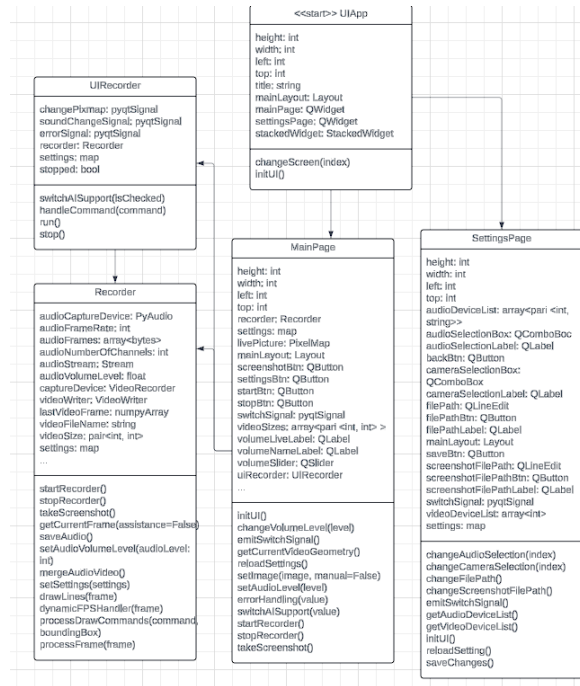 <<start>> UIApp
height: int
width: int
left: int
top: int
title: string
mainLayout: Layout
mainPage: QWidget
settingsPage: QWidget
stackedWidget: StackedWidget
changeScreen(index)
initUI()
UIRecorder
changePixmap: pyqtSignal
soundChangeSignal: pyqtSignal
errorSignal: pyqtSignal
recorder: Recorder
settings: map
stopped: bool
switchAISupport(isChecked)
handleCommand(command)
run()
stop()
Recorder
audioCaptureDevice: PyAudio
audioFrameRate: int
audioFrames: array<bytes>
audioNumberOfChannels: int
audioStream: Stream
audioVolumeLevel: float
captureDevice: VideoRecorder
videoWriter: VideoWriter
lastVideoFrame: numpyArray
videoFileName: string
videoSize: pair<int, int>
settings: map
...
startRecorder()
stopRecorder()
takeScreenshot()
getCurrentFrame(assistance=False)
saveAudio()
setAudioVolumeLevel(audioLevel:
int)
mergeAudioVideo()
setSettings(settings)
drawLines(frame)
dynamicFPSHandler(frame)
processDrawCommands(command,
boundingBox)
processFrame(frame)
MainPage
height: int
width: int
left: int
top: int
recorder: Recorder
settings: map
livePicture: PixelMap
mainLayout: Layout
screenshotBtn: QButton
settingsBtn: QButton
startBtn: QButton
stopBtn: QButton
switchSignal: pyqtSignal
videoSizes: array<pari <int, int> >
volumeLiveLabel: QLabel
volumeNameLabel: QLabel
volumeSlider: QSlider
uiRecorder: UIRecorder
...
initUI()
changeVolumeLevel(level)
emitSwitchSignal()
getCurrentVideoGeometry()
reloadSettings()
setImage(image, manual=False)
setAudioLevel(level)
errorHandling(value)
switchAISupport(value)
startRecorder()
stopRecorder()
takeScreenshot()
SettingsPage
height: int
width: int
left: int
top: int
audioDeviceList: array<pari <int,
string>>
audioSelectionBox: QComboBoc
audioSelectionLabel: QLabel
backBtn: QButton
cameraSelectionBox:
QComboBox
cameraSelectionLabel: QLabel
filePath: QLineEdit
filePathBtn: QButton
filePathLabel: QLabel
mainLayout: Layout
saveBtn: QButton
screenshotFilePath: QLineEdit
screenshotFilePathBtn: QButton
screenshotFilePathLabel: QLabel
switchSignal: pyqtSignal
videoDeviceList: array<int>
settings: map
changeAudioSelection(index)
changeCameraSelection(index)
changeFilePath()
changeScreenshotFilePath()
emitSwitchSignal()
getAudioDeviceList()
getVideoDeviceList()
initUI()
reloadSetting()
saveChanges()